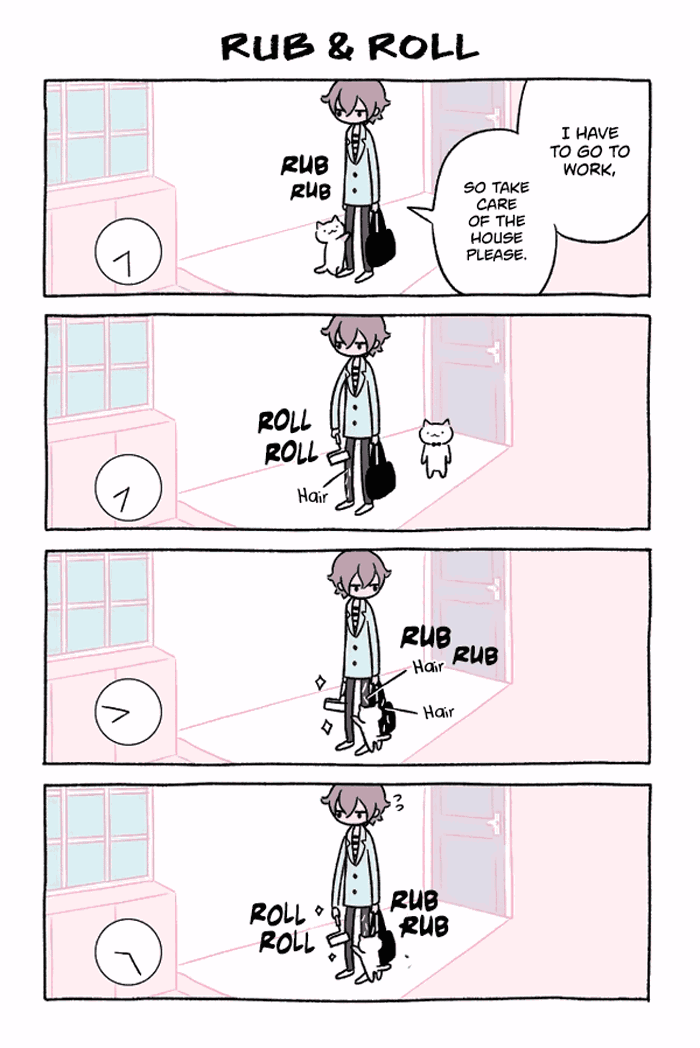 RUB & ROLL
I HAVE
TO GO TO
WORK,
SO TAKE
CARE
OF THE
HOUSE
PLEASE.
RUB
RUB
ROLL
ROLL
Hair
RUB
RUB
Hair
Hair
ROLL
ROLL
RUB
RUB